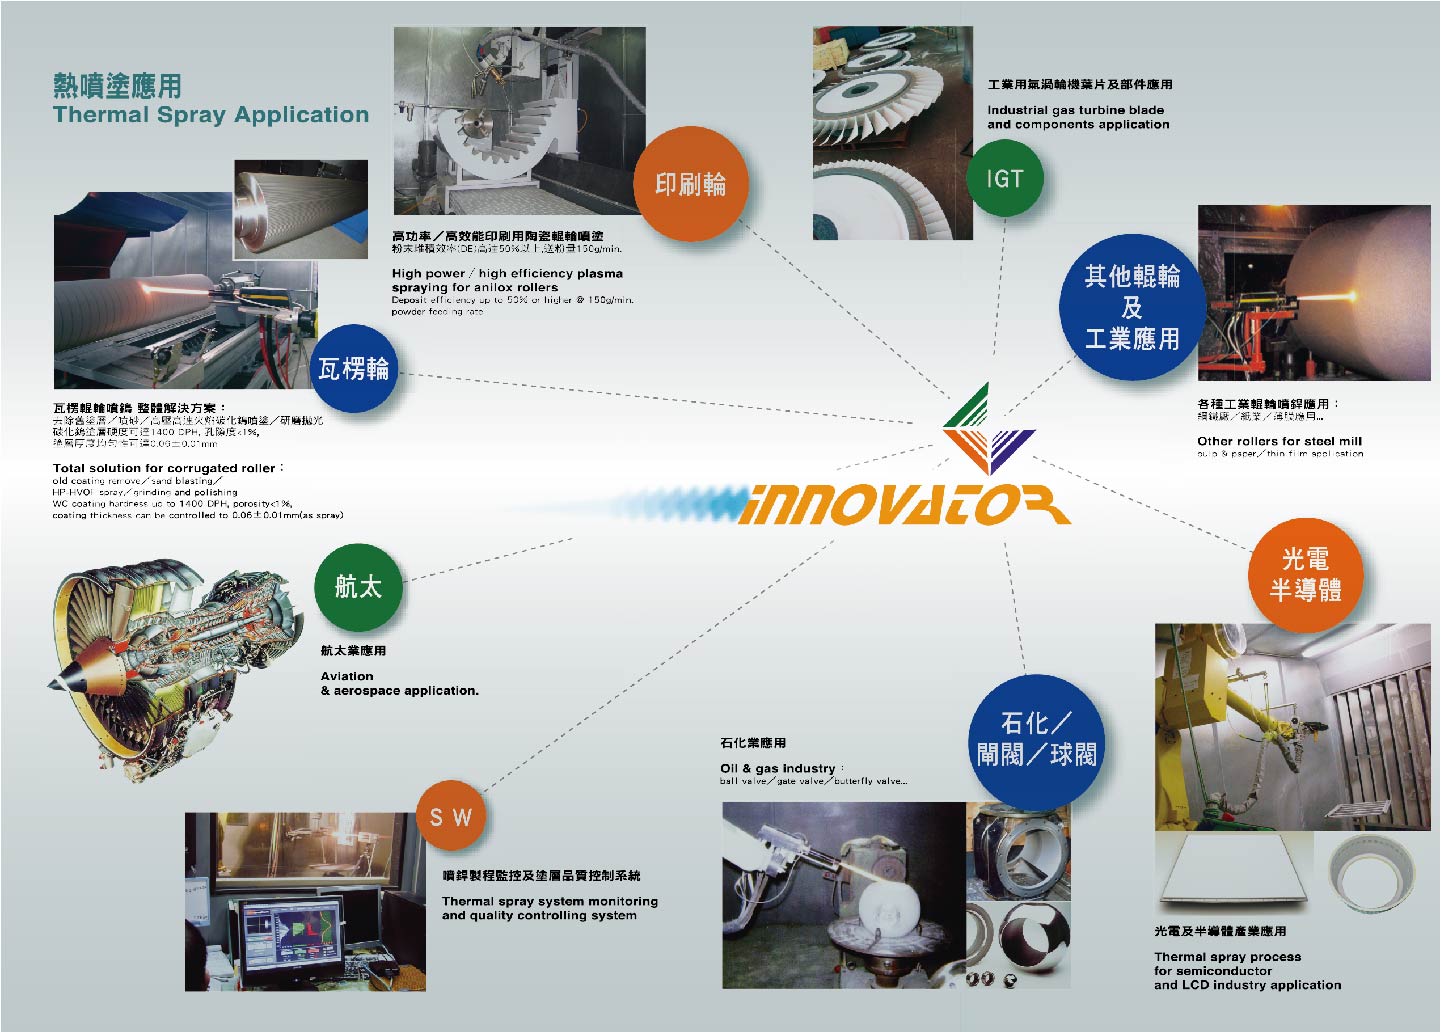 熱噴塗應用
Thermal Spray Application
印刷輪
高功率／高效能印刷用陶瓷輥輪噴塗
粉末堆積效率(DE)高達50%以上,送粉量150g/min.
High power / high efficiency plasma
spraying for anilox rollers
Deposit efficiency up to 50% or higher @ 150g/min.
powder feeding rate
工業用氣渦輪機葉片及部件應用
Industrial gas turbine blade
and components application
IGT
其他輥輪
及
工業應用
各種工業輥輪噴銲應用：
鋼鐵廠／紙業／薄膜應用...
Other rollers for steel mill
pulp & paper／thin film application
瓦楞輪
瓦楞輥輪噴鎢 整體解決方案：
去除舊塗層／噴砂／高壓高速火焰碳化鎢噴塗／研磨拋光
碳化鎢塗層硬度可達1400 DPH, 孔隙度<1%,
塗層厚度均勻性可達0.06±0.01mm
Total solution for corrugated roller：
old coating remove／sand blasting／
HP-HVOF spray／grinding and polishing
WC coating hardness up to 1400 DPH, porosity<1%,
coating thickness can be controlled to 0.06±0.01mm(as spray)
INNOVATOR
航太
航太業應用
Aviation
& aerospace application.
光電
半導體
光電及半導體產業應用
Thermal spray process
for semiconductor
and LCD industry application
石化／
閘閥／球閥
石化業應用
Oil & gas industry：
ball valve／gate valve／butterfly valve...
S W
噴銲製程監控及塗層品質控制系統
Thermal spray system monitoring
and quality controlling system